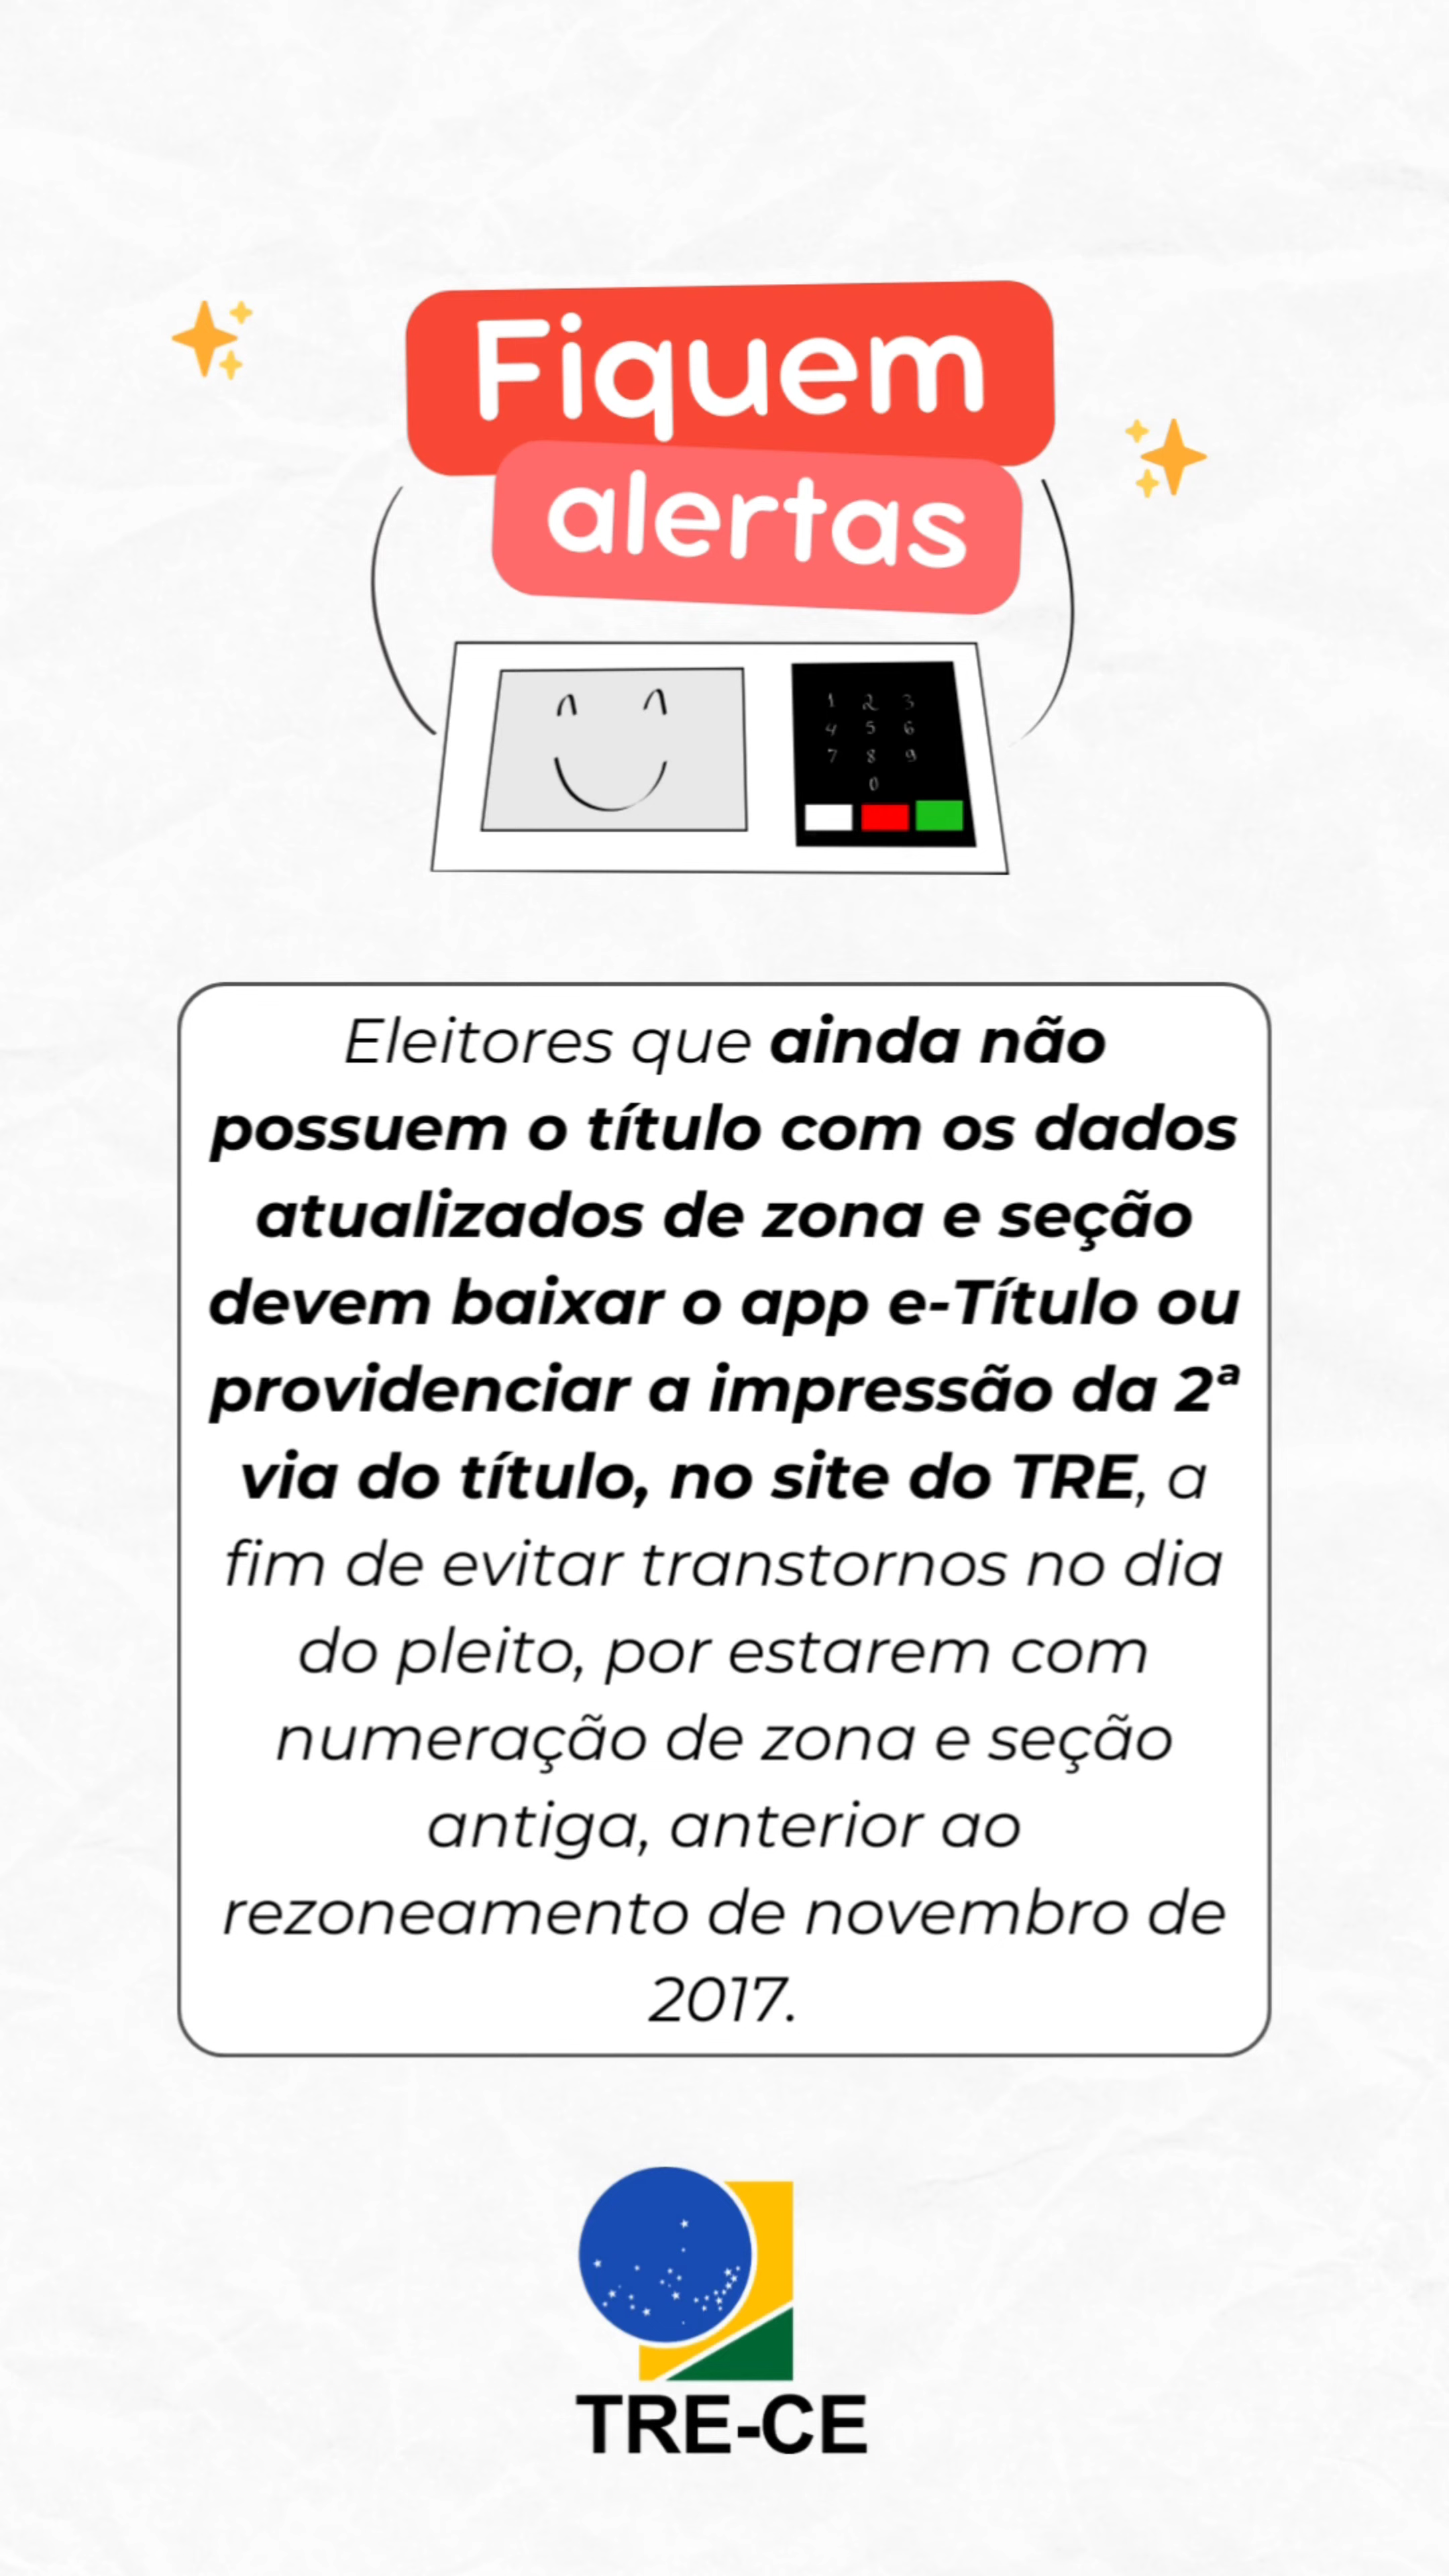 Fiquem
alertas
1 2 3
4 5 6
7 8 9
0
Eleitores que ainda não
possuem o título com os dados
atualizados de zona e seção
devem baixar o app e-Título ou
providenciar a impressão da 2ª
via do título, no site do TRE, a
fim de evitar transtornos no dia
do pleito, por estarem com
numeração de zona e seção
antiga, anterior ao
rezoneamento de novembro de
2017.
TRE-CE